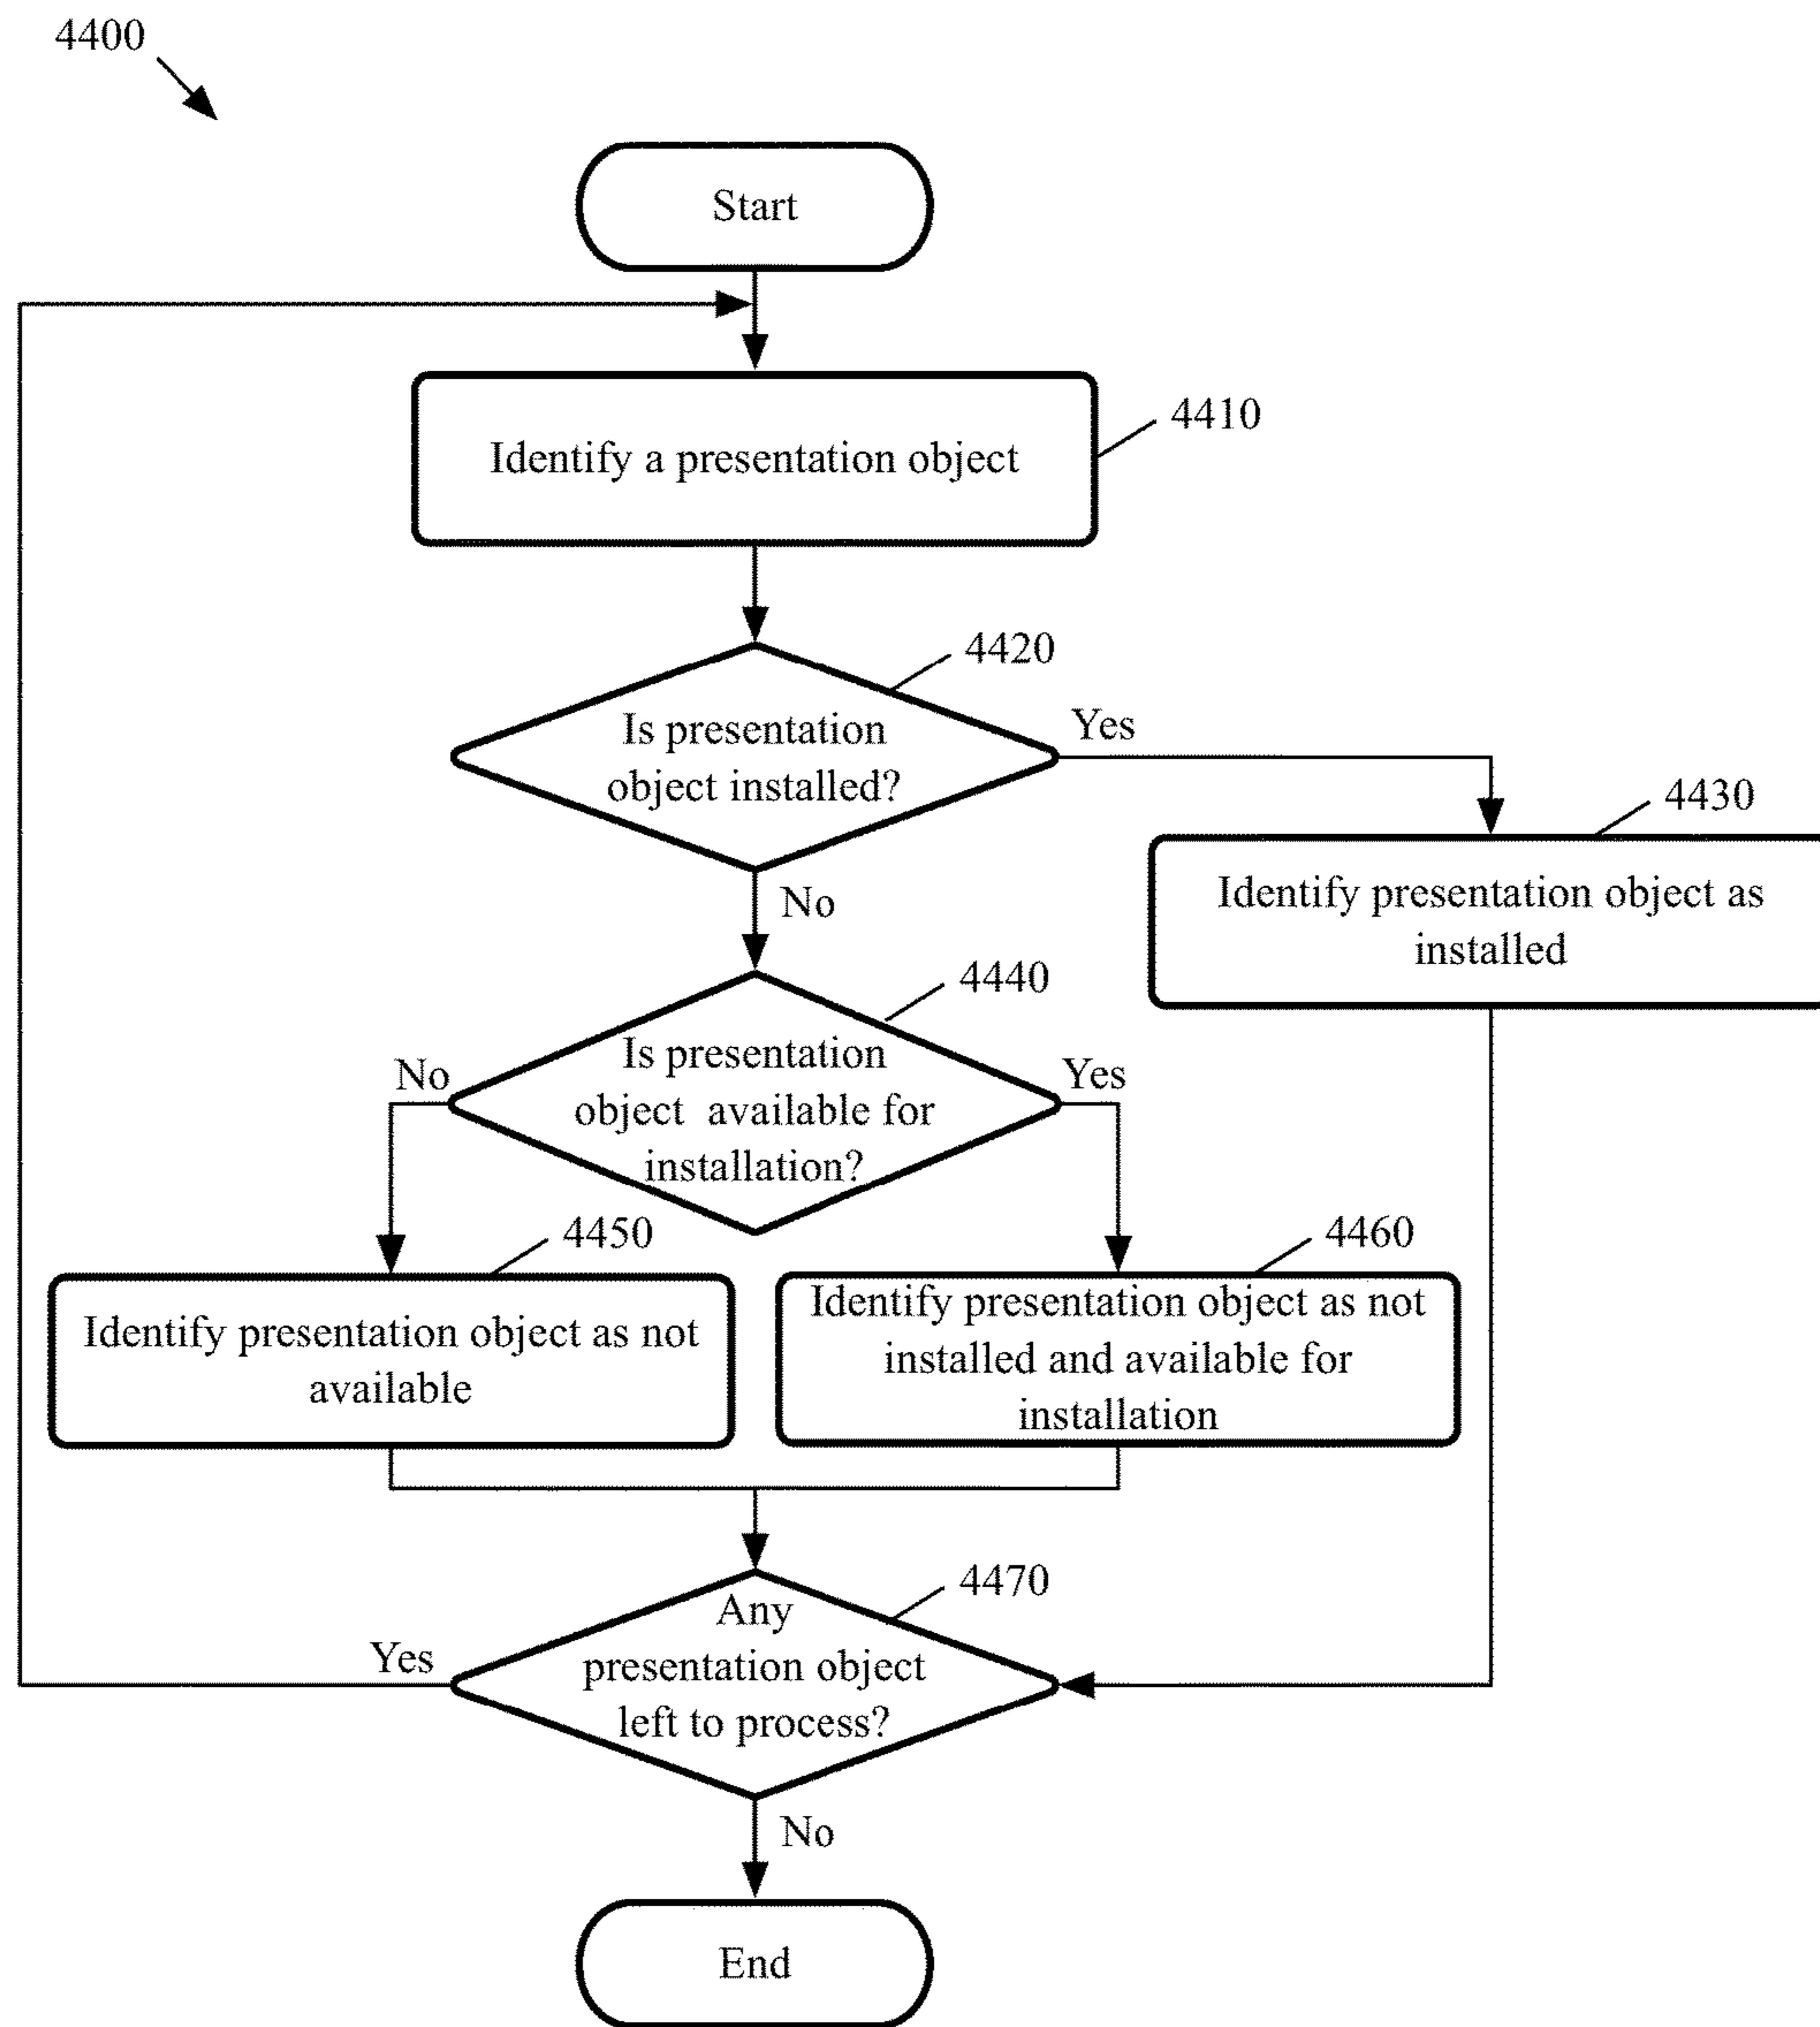 4400
Start
4410
Identify a presentation object
4420
Is presentation
object installed?
Yes
No
4430
Identify presentation object as
installed
4440
Is presentation
object available for
installation?
No
Yes
4450
Identify presentation object as not
available
4460
Identify presentation object as not
installed and available for
installation
4470
Any
presentation object
left to process?
Yes
No
End